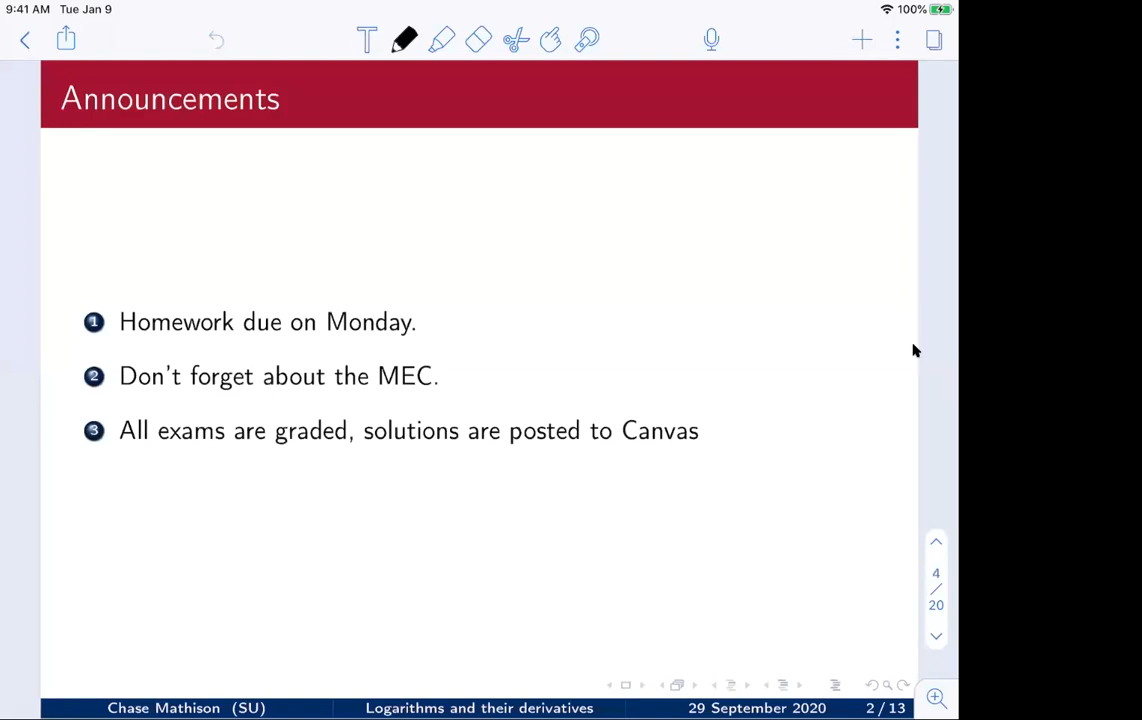 9:41 AM Tue Jan 9
100%
T
Announcements
1 Homework due on Monday.
2 Don't forget about the MEC.
3 All exams are graded, solutions are posted to Canvas
4
/
20
Chase Mathison (SU) Logarithms and their derivatives 29 September 2020 2 / 13